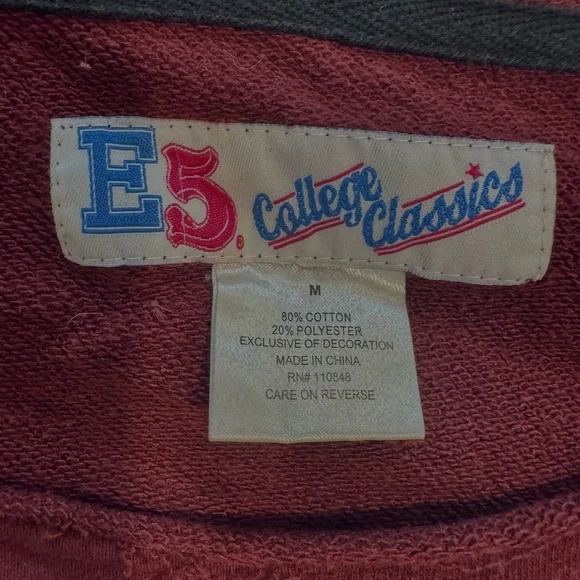 E5® College Classics
M
80% COTTON
20% POLYESTER
EXCLUSIVE OF DECORATION
MADE IN CHINA
RN# 110848
CARE ON REVERSE